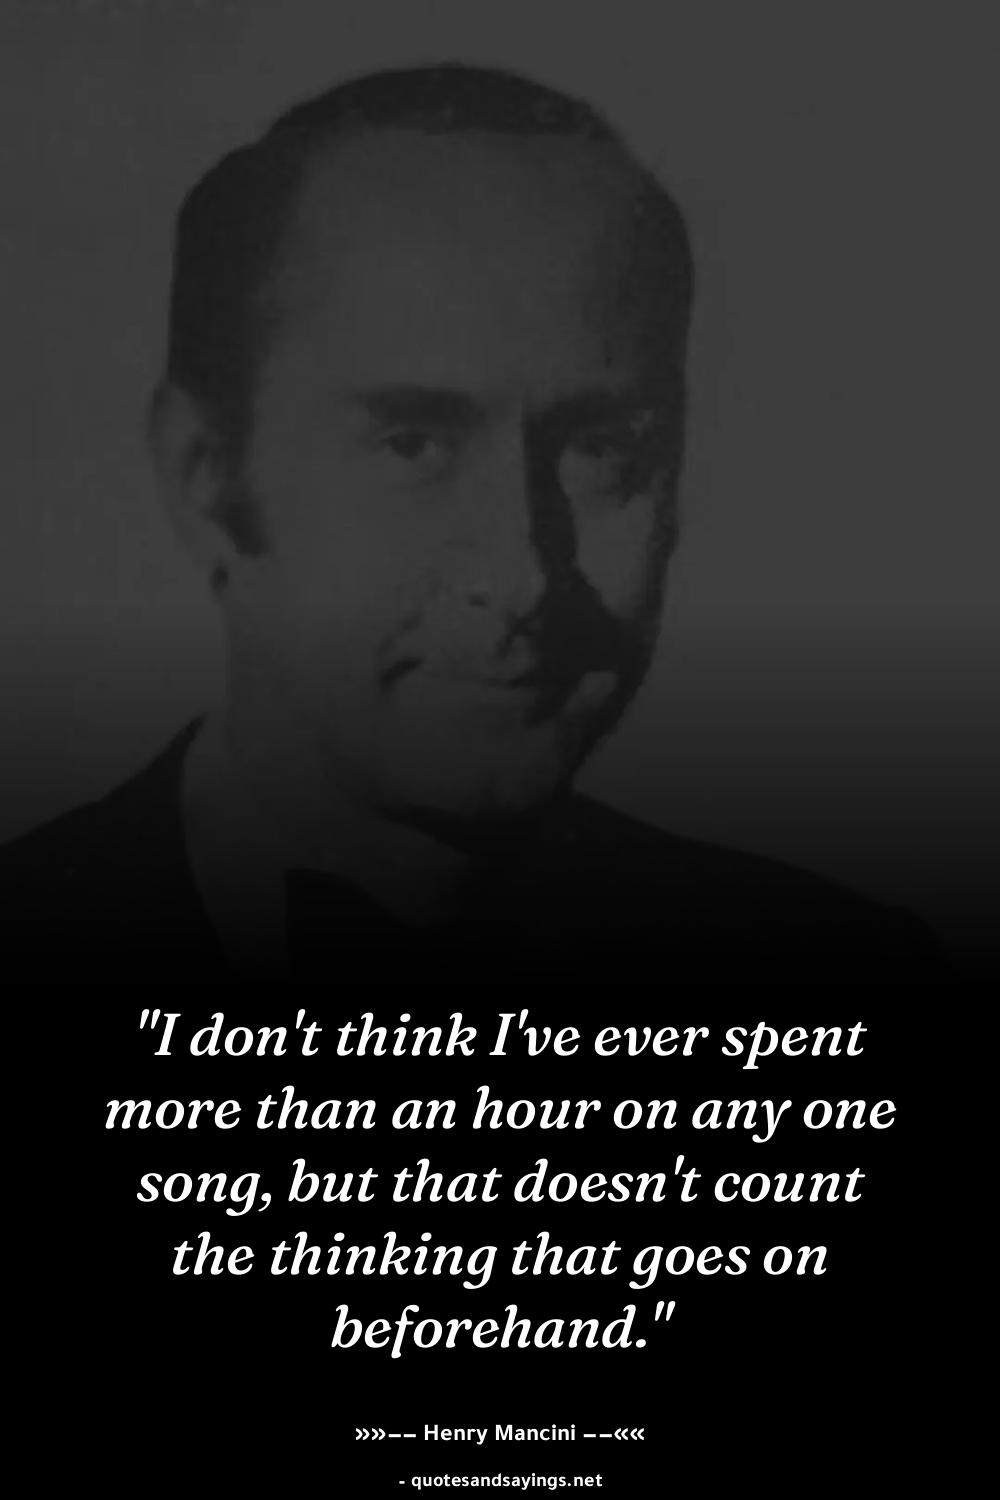 "I don't think I've ever spent
more than an hour on any one
song, but that doesn't count
the thinking that goes on
beforehand."
»»−− Henry Mancini −−««
- quotesandsayings.net